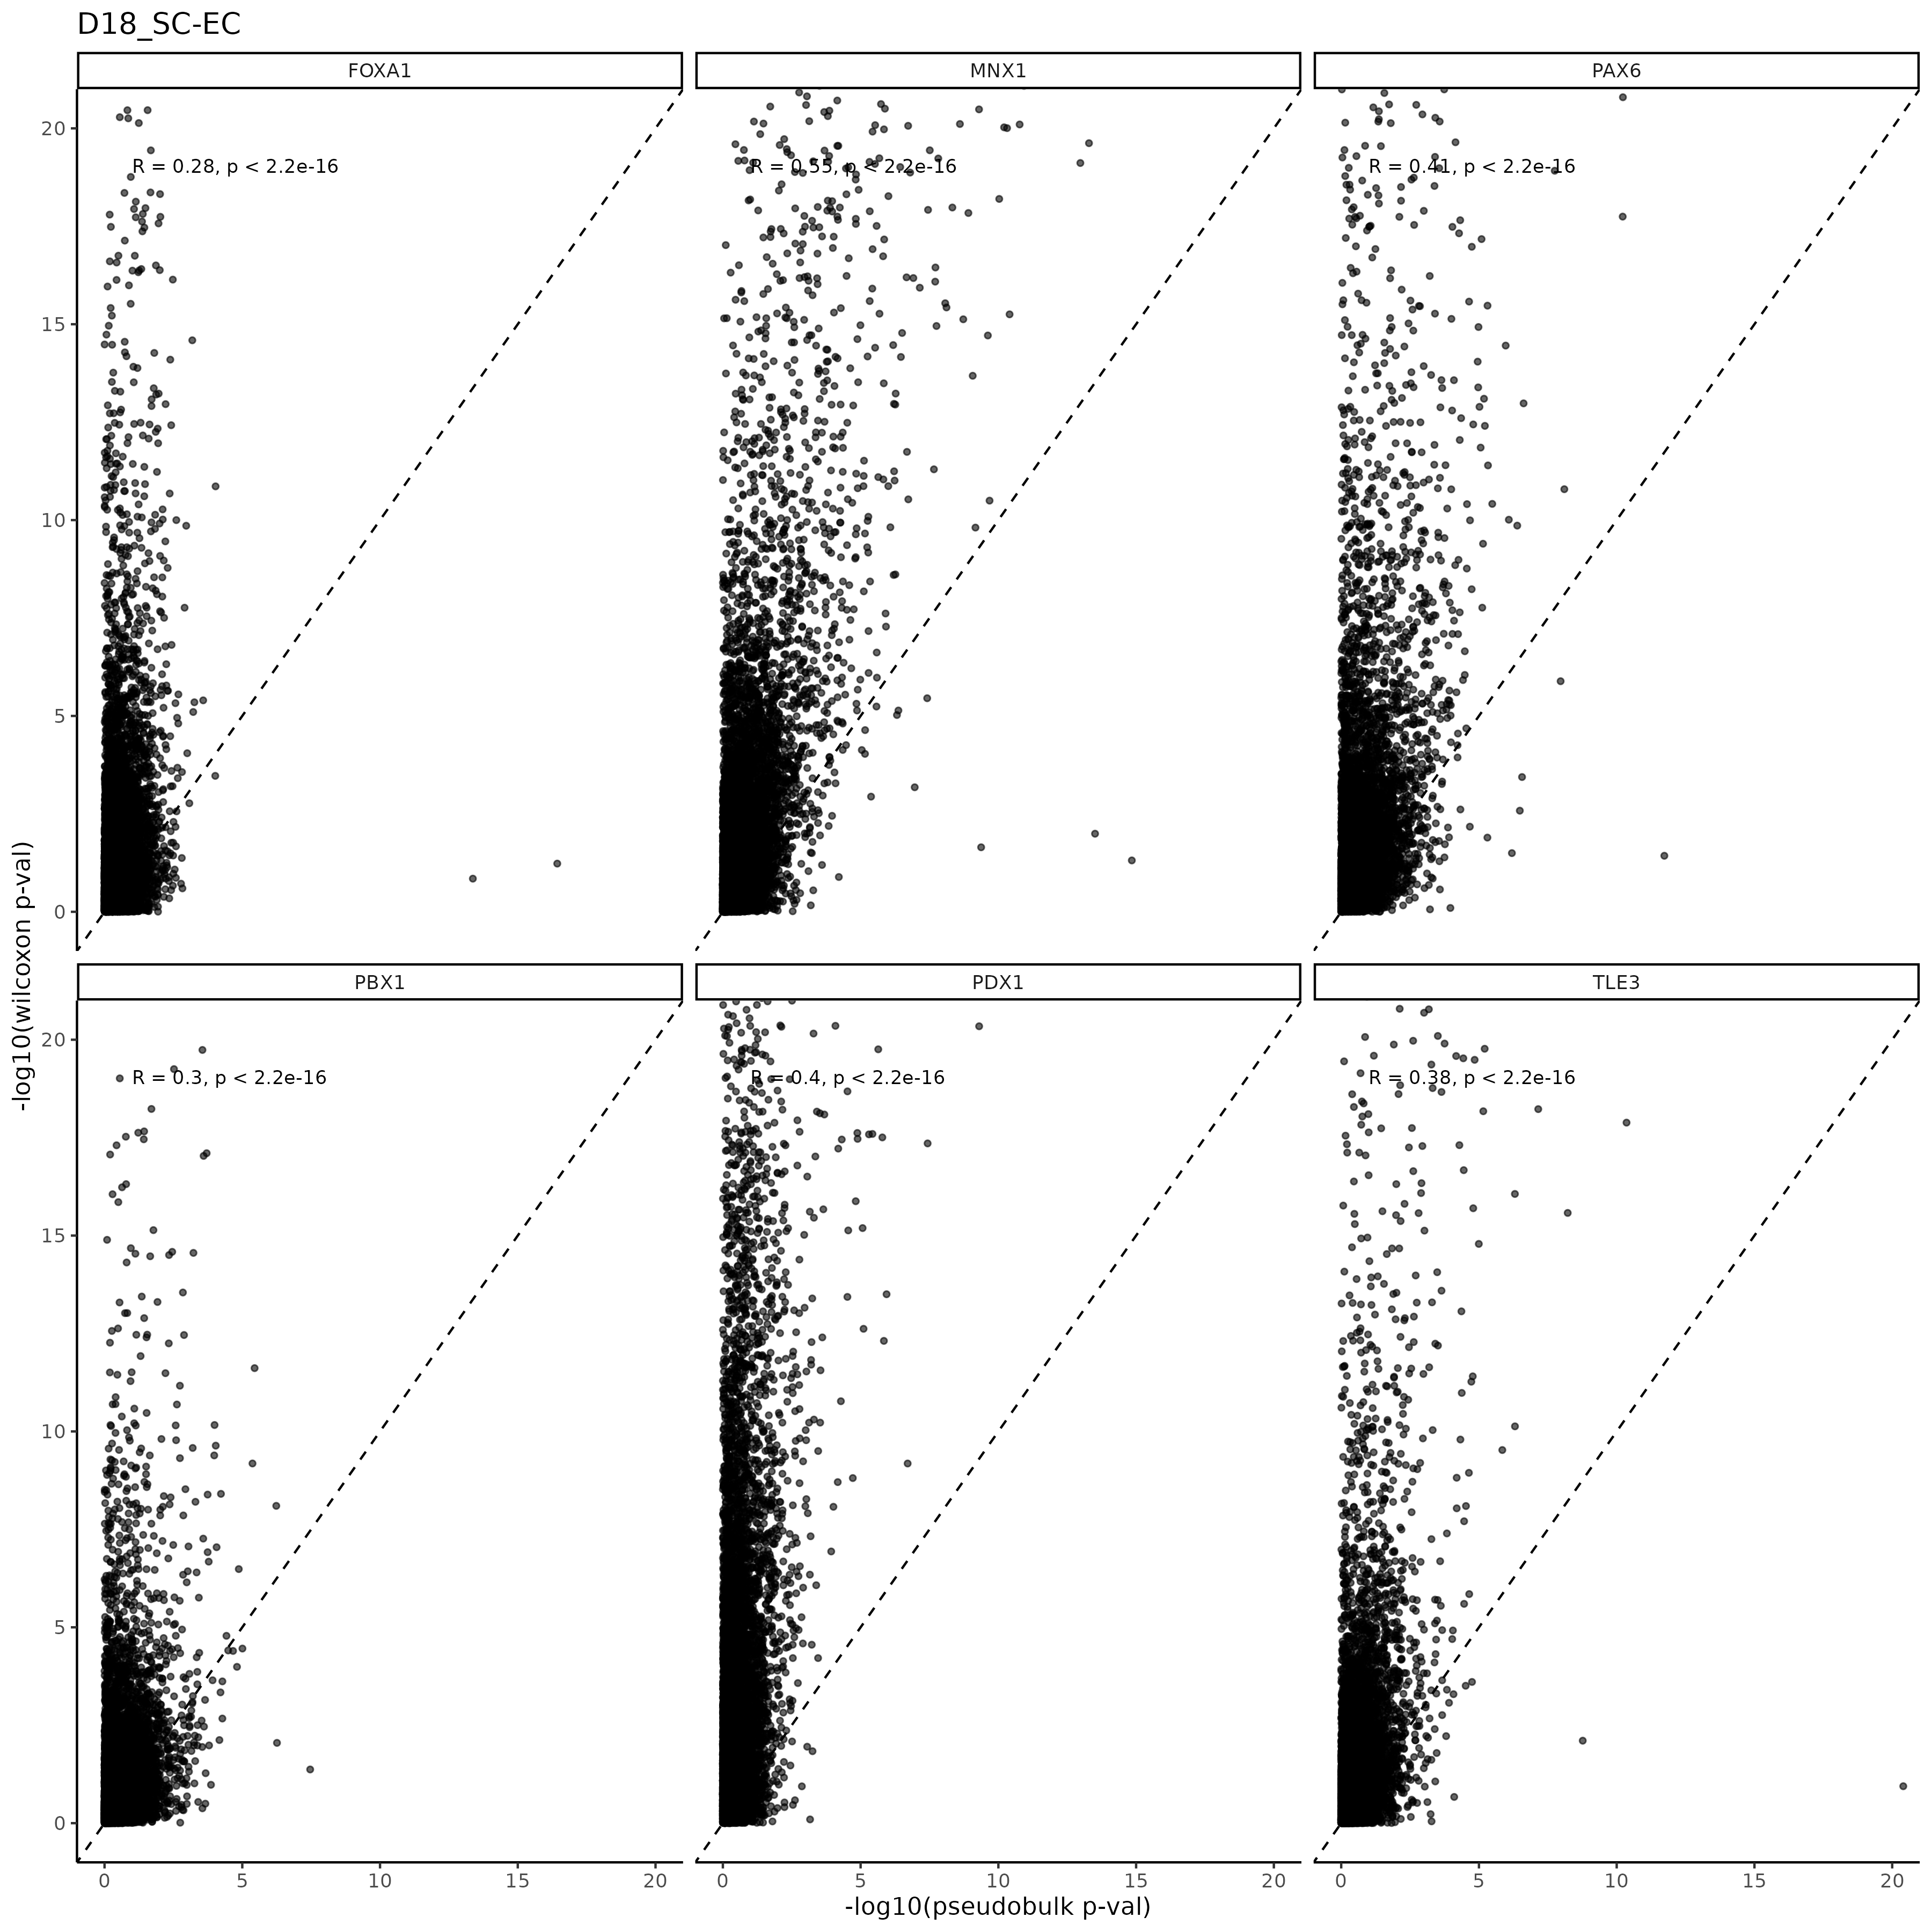 D18_SC-EC
FOXA1
MNX1
PAX6
20
15
10
5
0
R = 0.28, p < 2.2e-16
R = 0.55, p < 2.2e-16
R = 0.41, p < 2.2e-16
-log10(wilcoxon p-val)
PBX1
PDX1
TLE3
20
15
10
5
0
R = 0.3, p < 2.2e-16
R = 0.4, p < 2.2e-16
R = 0.38, p < 2.2e-16
0 5 10 15 20
0 5 10 15 20
0 5 10 15 20
-log10(pseudobulk p-val)